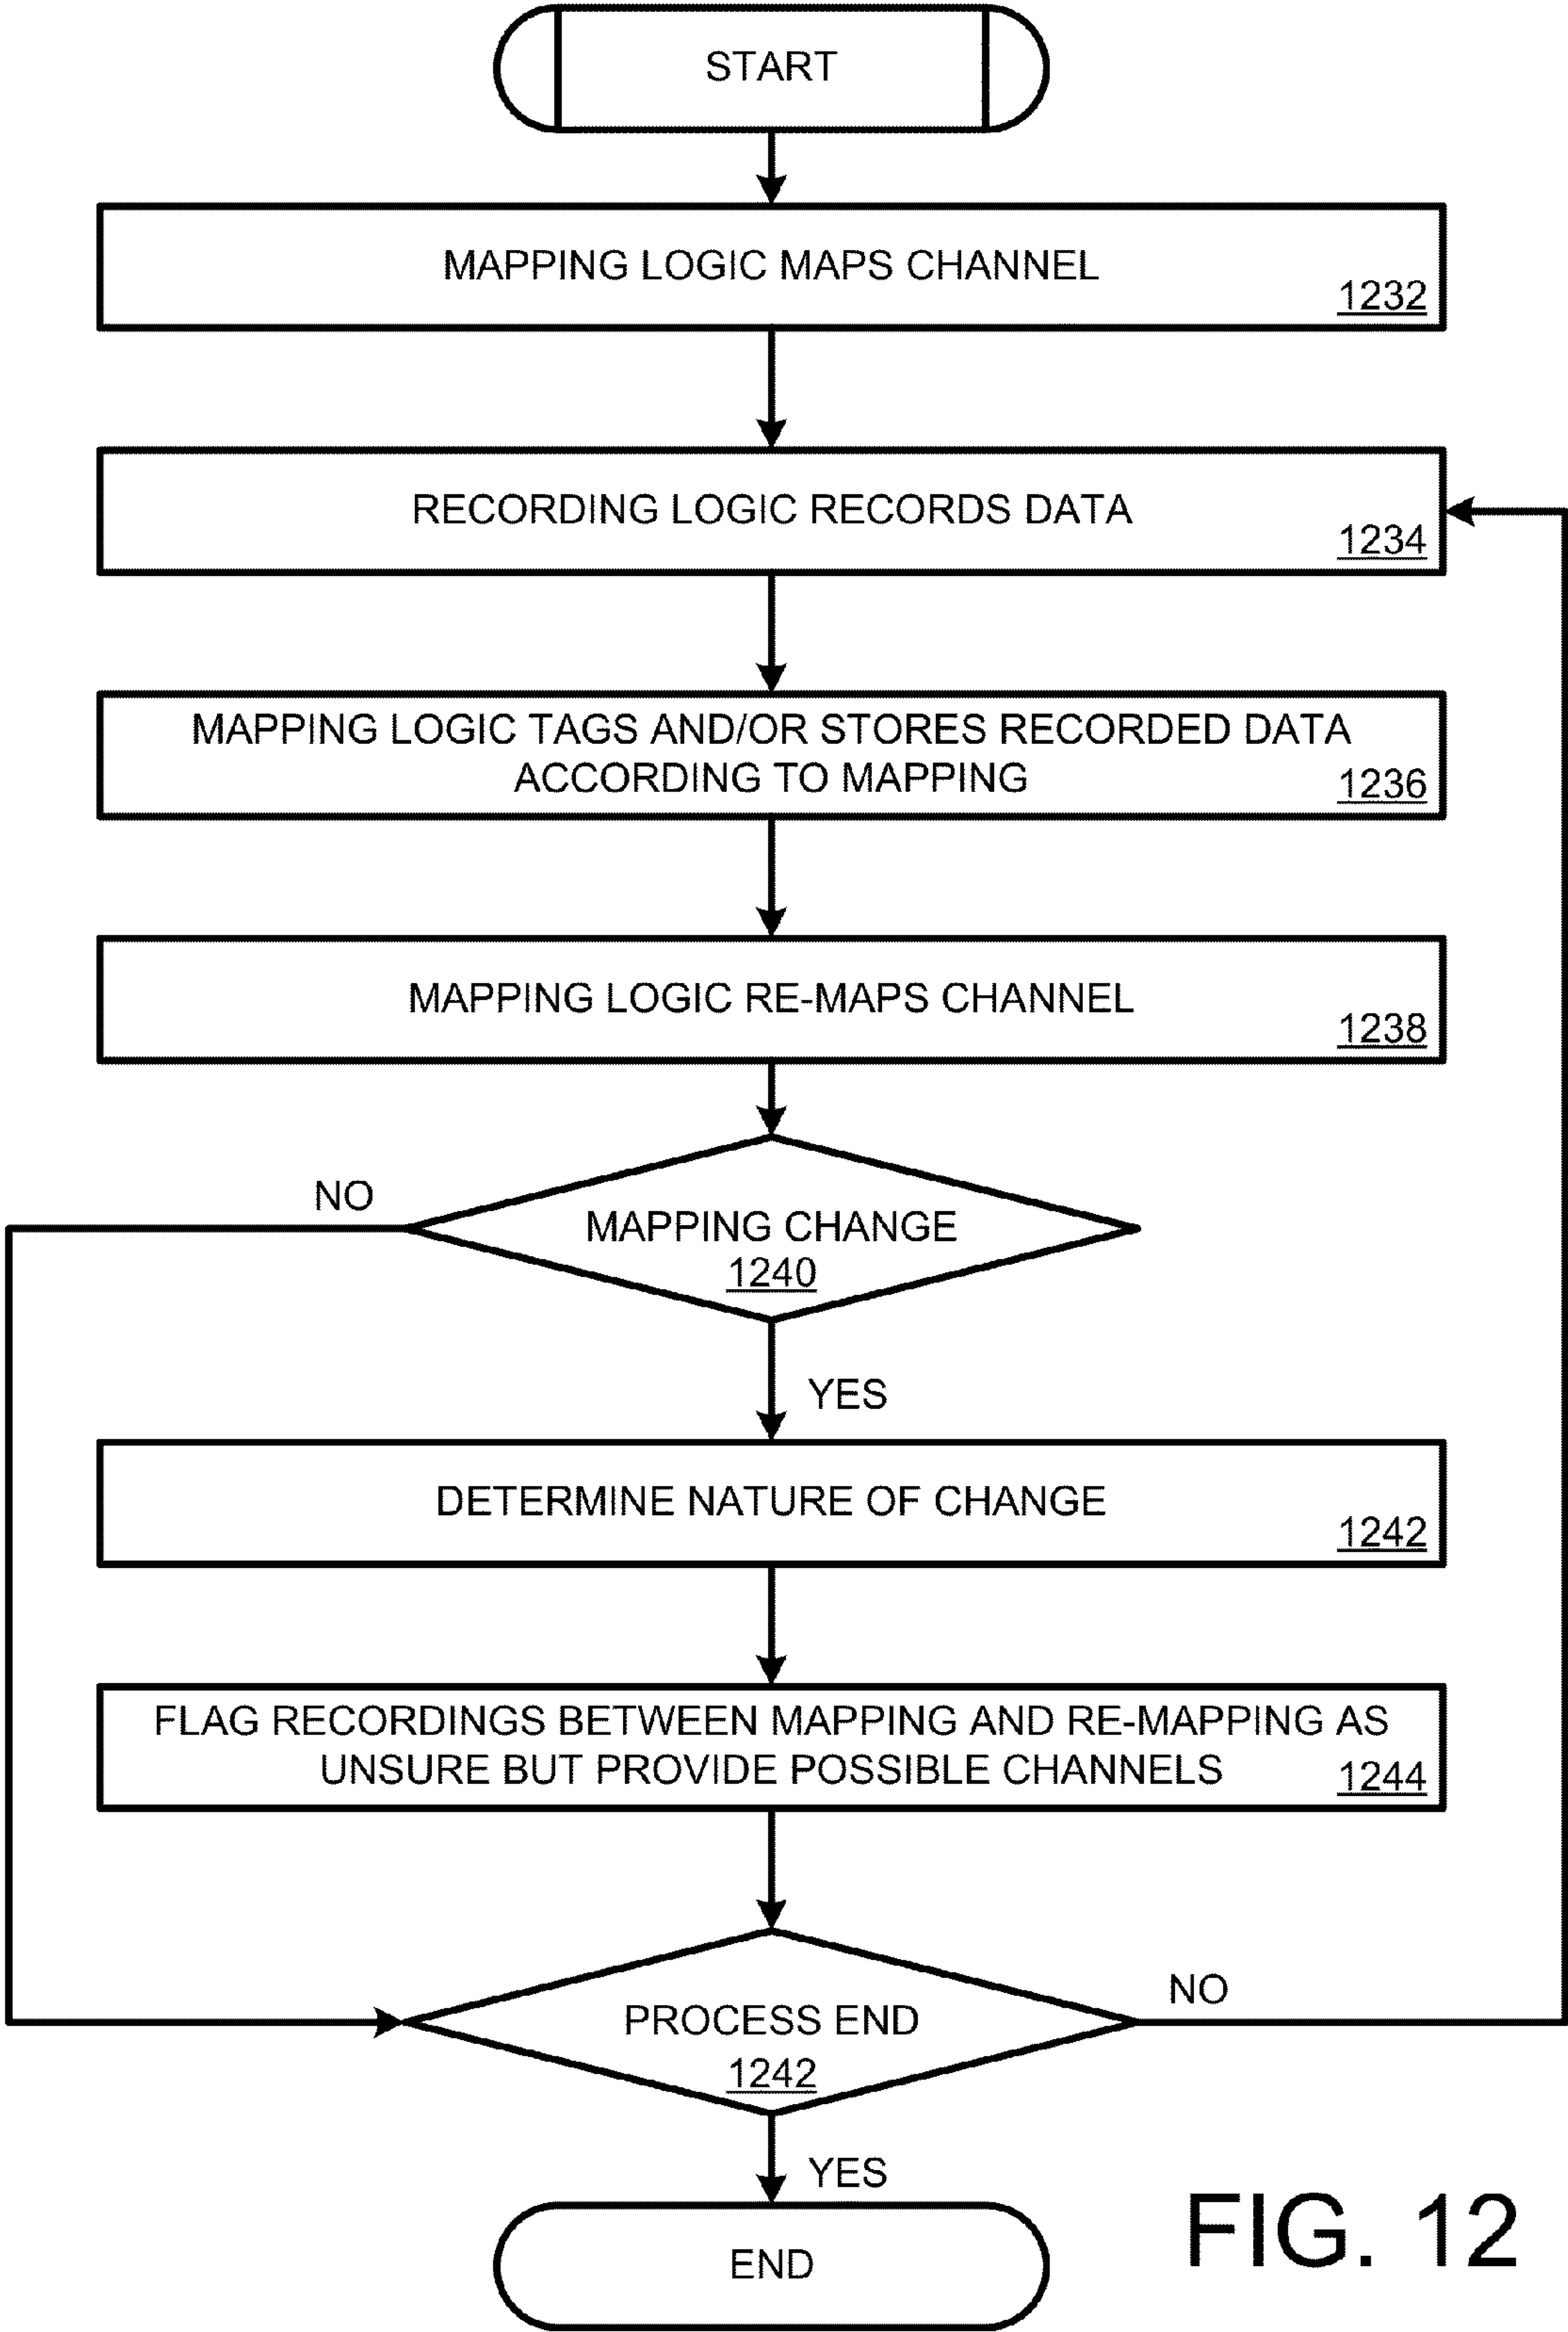 START
MAPPING LOGIC MAPS CHANNEL
1232
RECORDING LOGIC RECORDS DATA
1234
MAPPING LOGIC TAGS AND/OR STORES RECORDED DATA
ACCORDING TO MAPPING
1236
MAPPING LOGIC RE-MAPS CHANNEL
1238
NO
MAPPING CHANGE
1240
YES
DETERMINE NATURE OF CHANGE
1242
FLAG RECORDINGS BETWEEN MAPPING AND RE-MAPPING AS
UNSURE BUT PROVIDE POSSIBLE CHANNELS
1244
NO
PROCESS END
1242
YES
END
FIG. 12